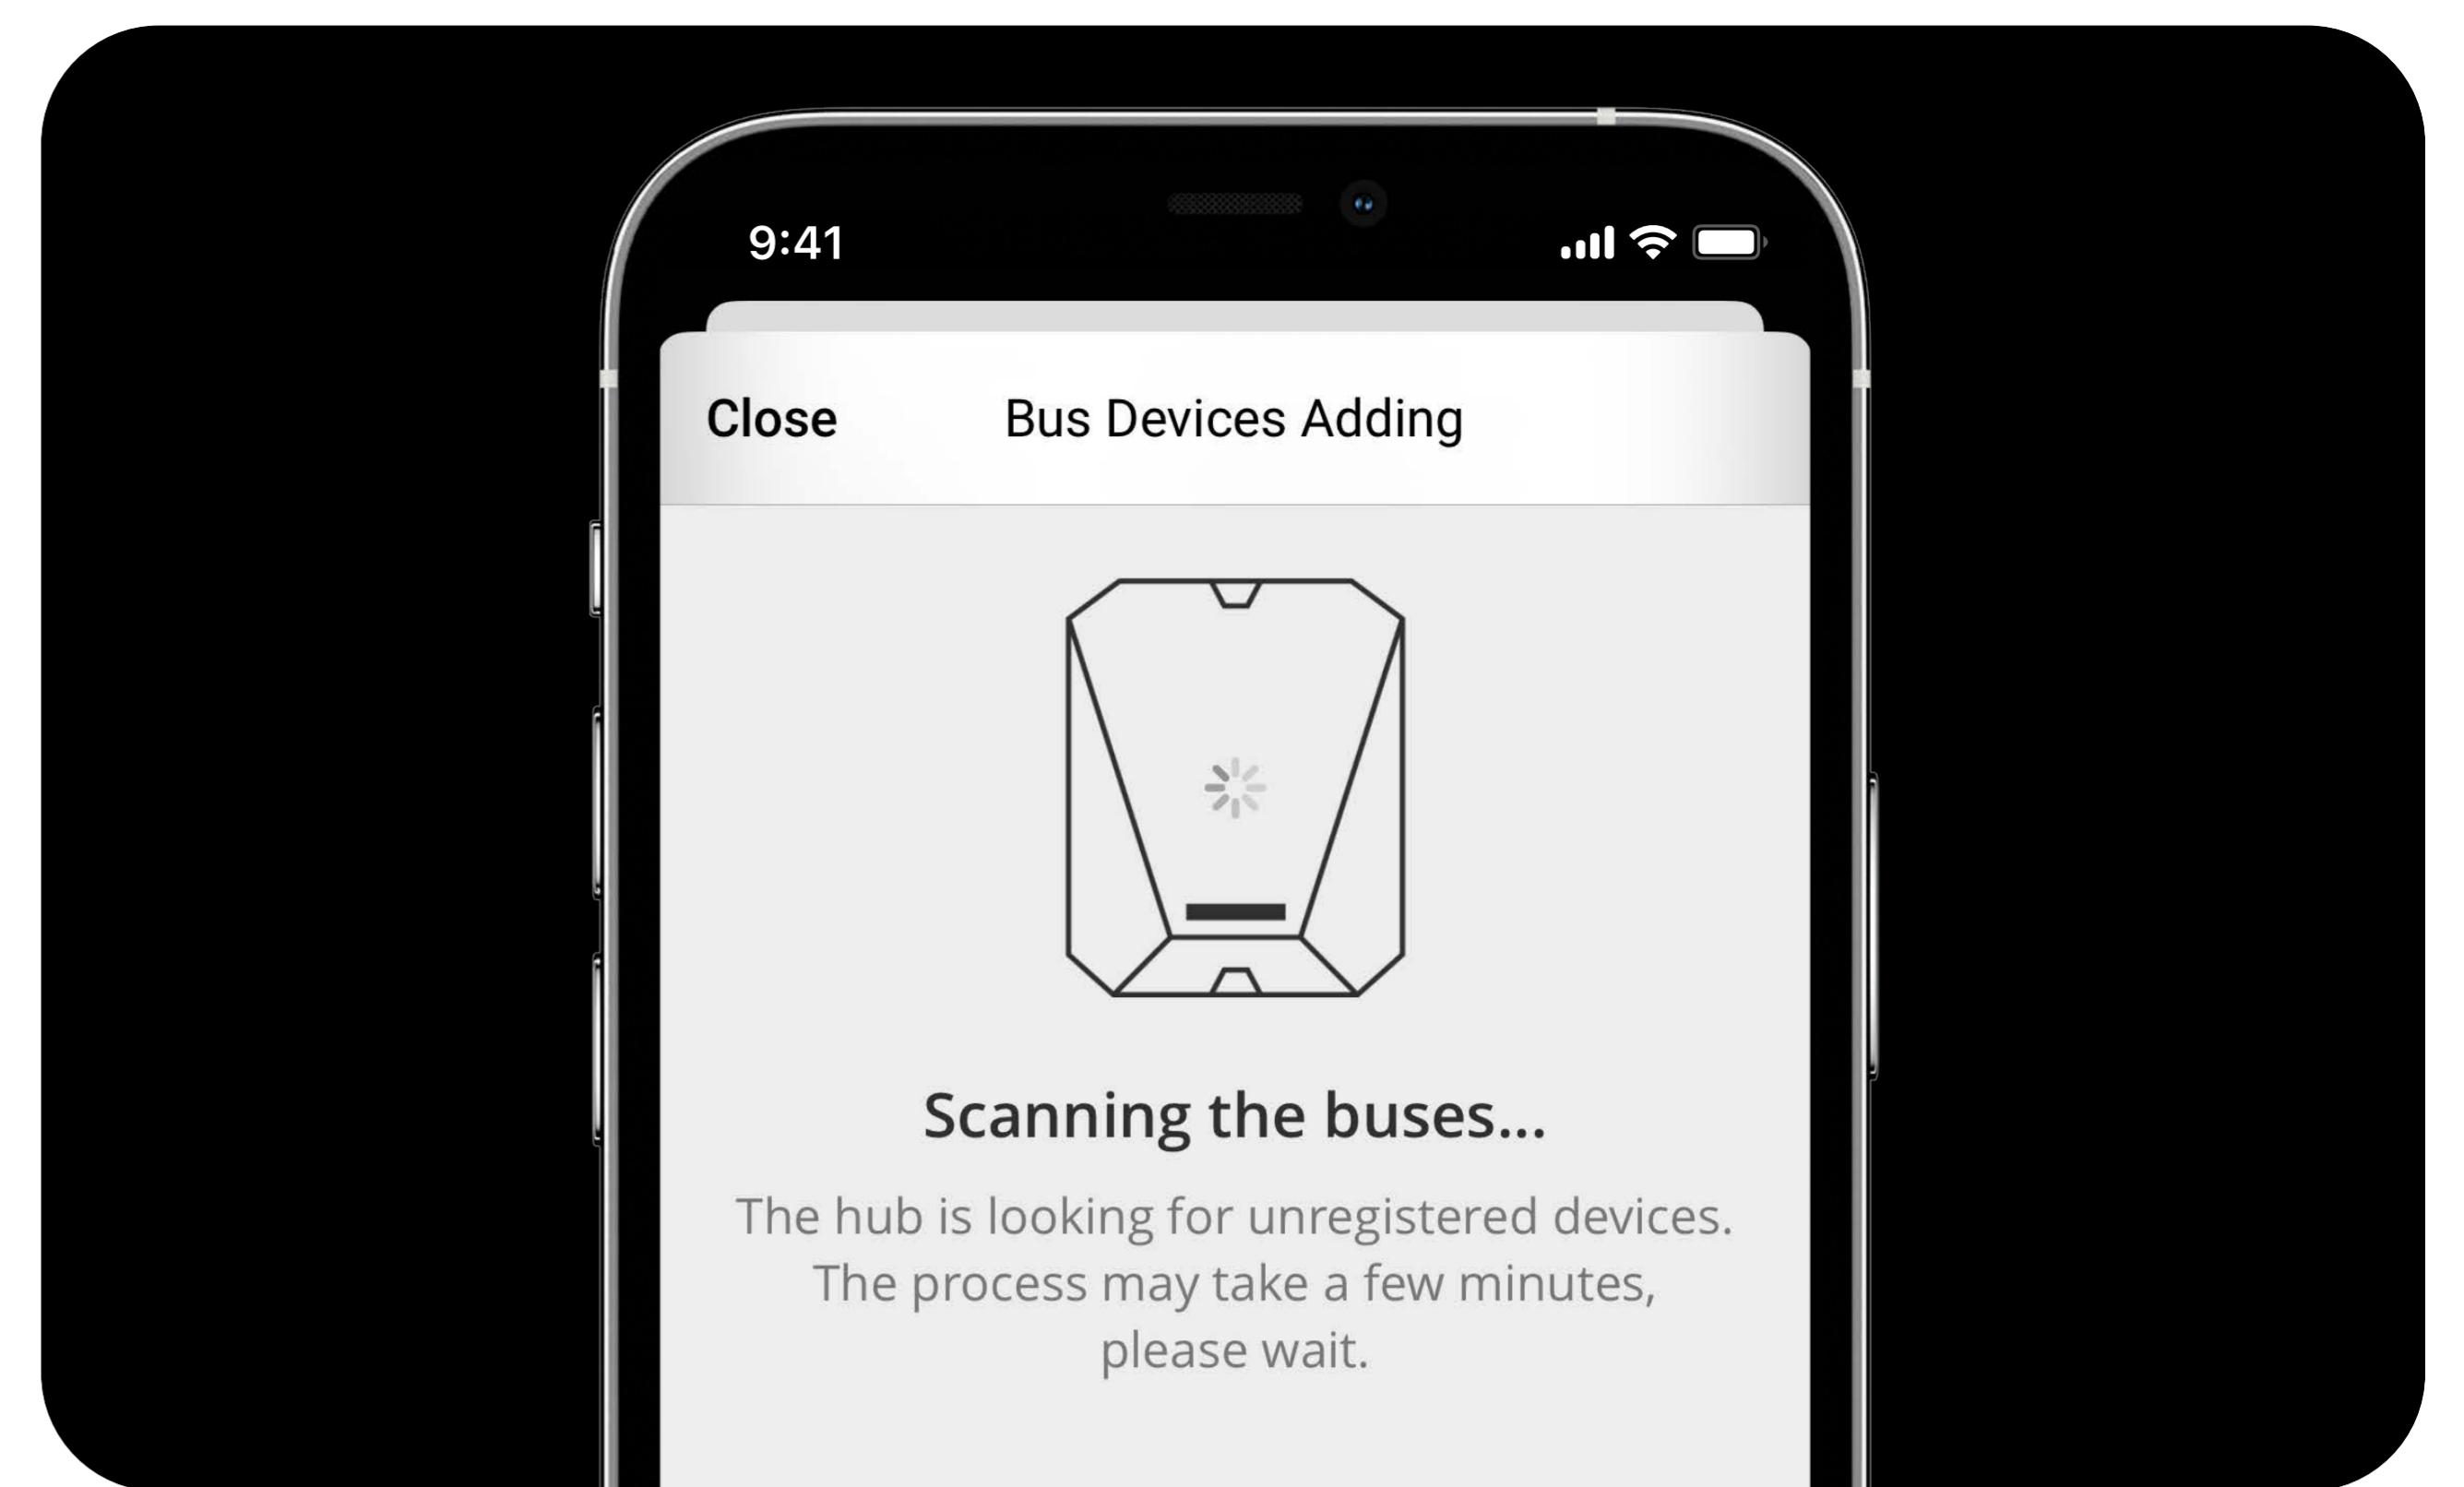 9:41
Close Bus Devices Adding
Scanning the buses...
The hub is looking for unregistered devices.
The process may take a few minutes,
please wait.